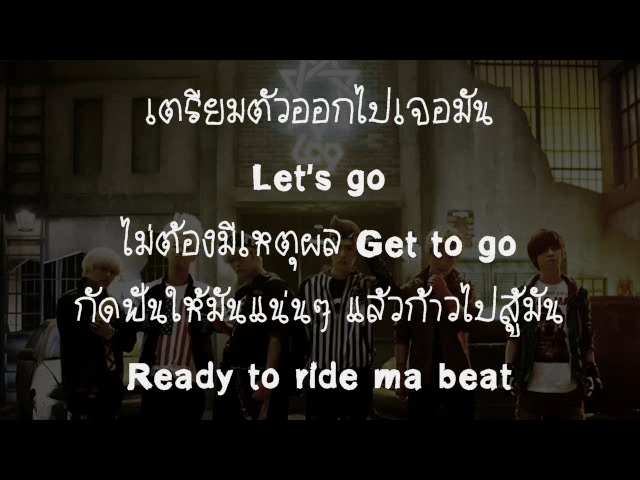 เตรียมตัวออกไปเจอมัน
Let's go
ไม่ต้องมีเหตุผล Get to go
กัดฟันให้มันแน่นๆ แล้วก้าวไปสู้มัน
Ready to ride ma beat